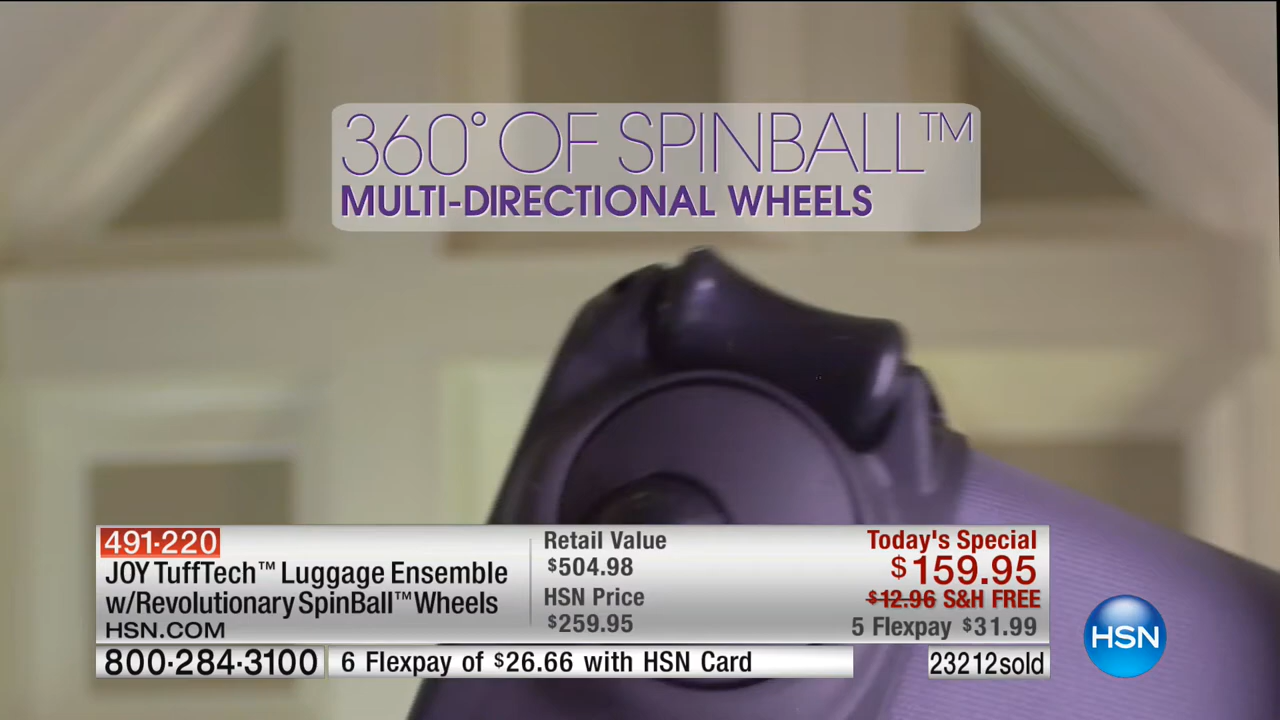 360° OF SPINBALL™
MULTI-DIRECTIONAL WHEELS
491-220
JOY TuffTech™ Luggage Ensemble
w/Revolutionary SpinBall™ Wheels
HSN.COM
Retail Value
$504.98
HSN Price
$259.95
Today's Special
$159.95
$12.96 S&H FREE
5 Flexpay $31.99
HSN
800-284-3100
6 Flexpay of $26.66 with HSN Card
23212sold